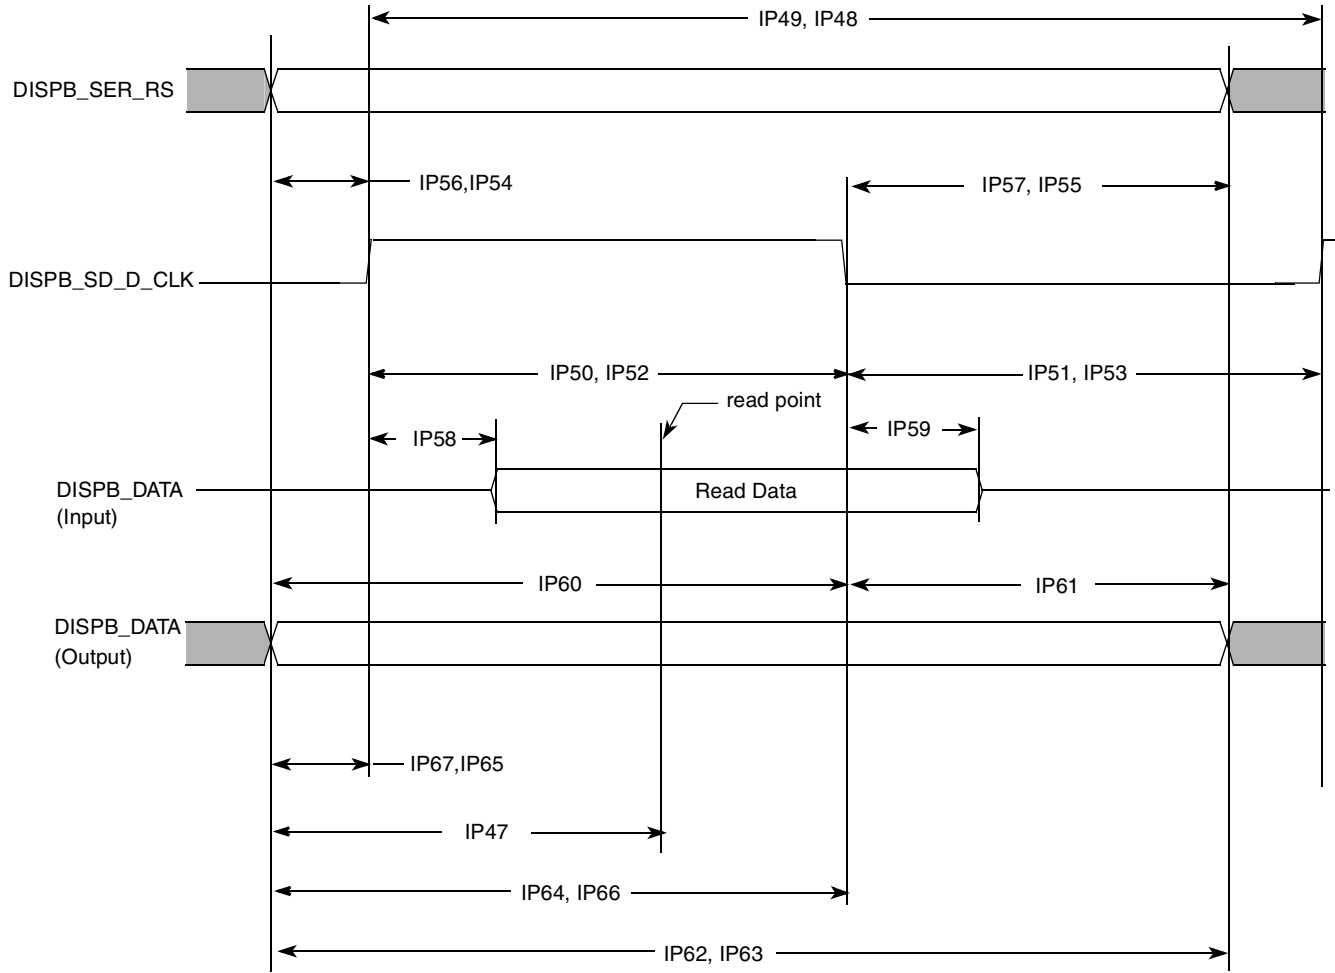 IP49, IP48
DISPB_SER_RS
IP56,IP54
IP57, IP55
DISPB_SD_D_CLK
IP50, IP52
IP51, IP53
read point
IP58
IP59
DISPB_DATA
(Input)
Read Data
IP60
IP61
DISPB_DATA
(Output)
IP67,IP65
IP47
IP64, IP66
IP62, IP63